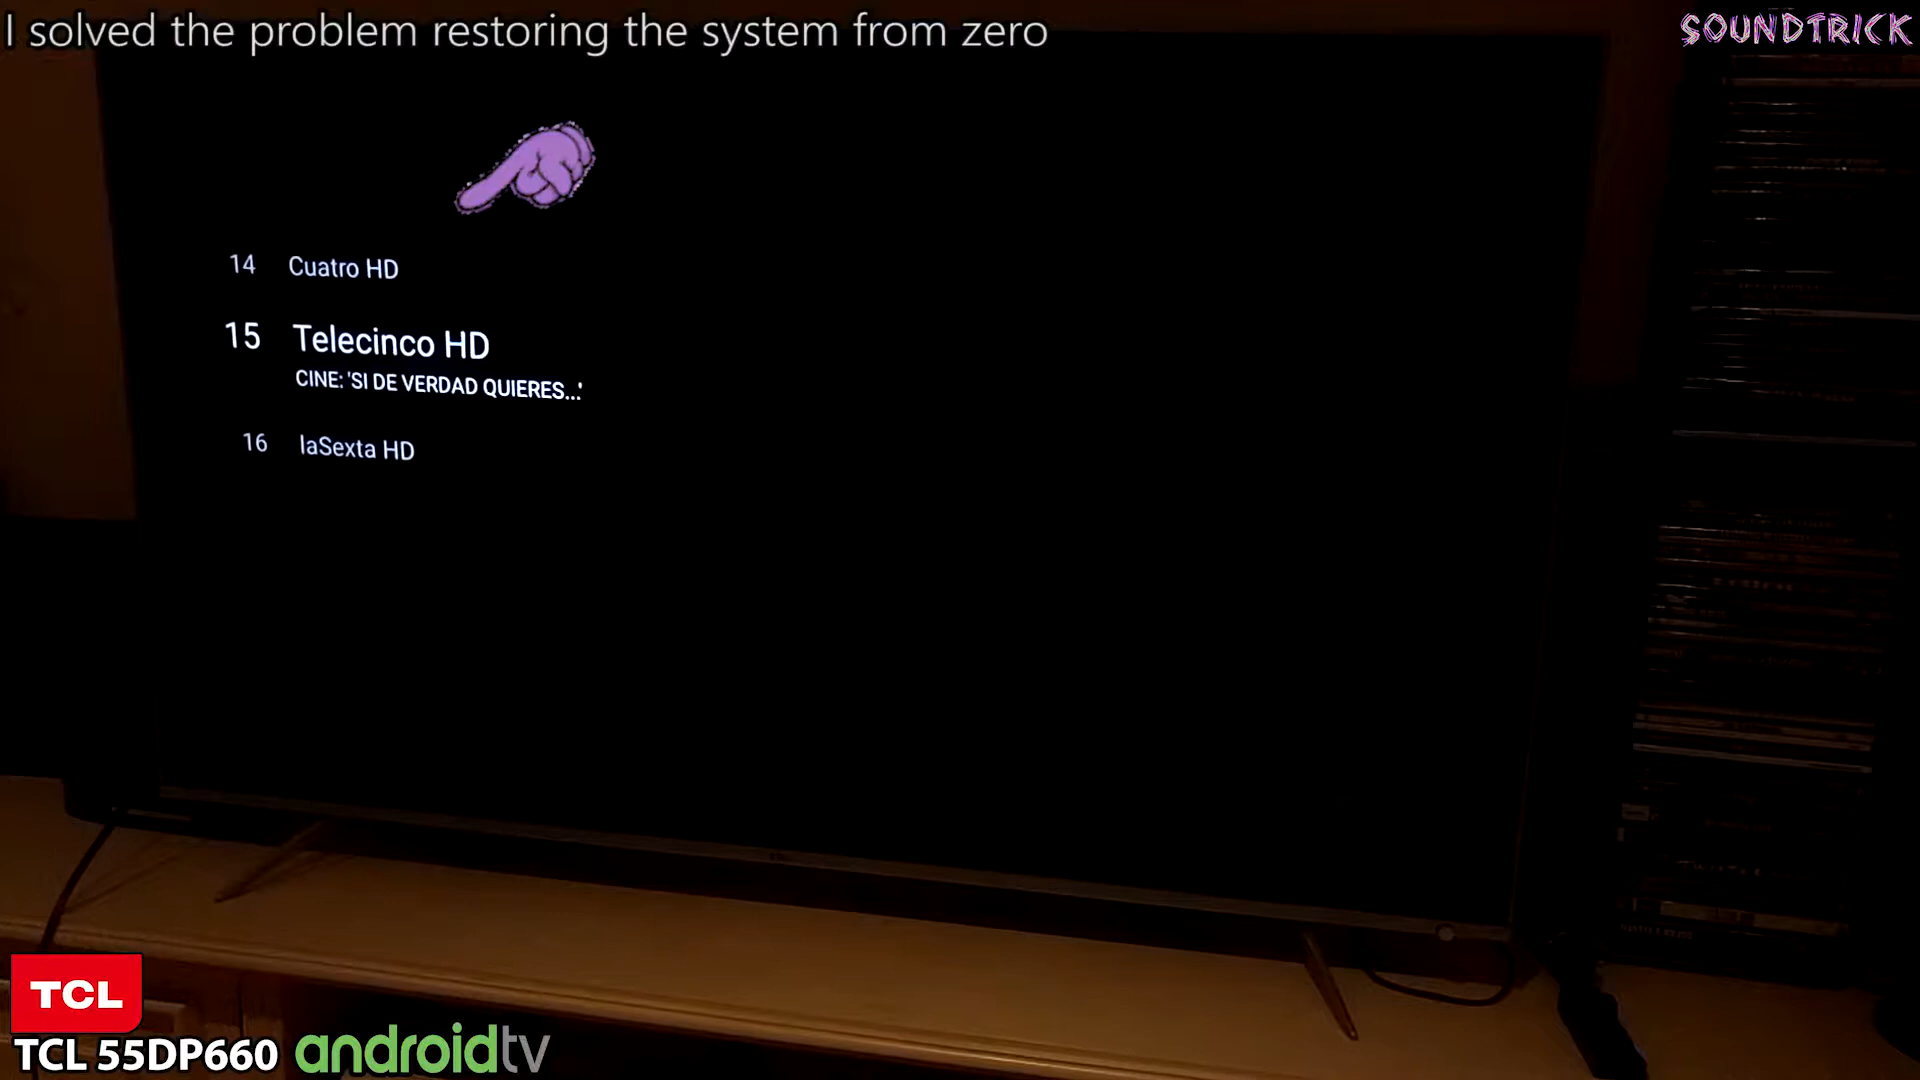 I solved the problem restoring the system from zero
SOUNDTRICK
14 Cuatro HD
15 Telecinco HD
CINE: 'SI DE VERDAD QUIERES...'
16 laSexta HD
TCL
TCL 55DP660 androidtv